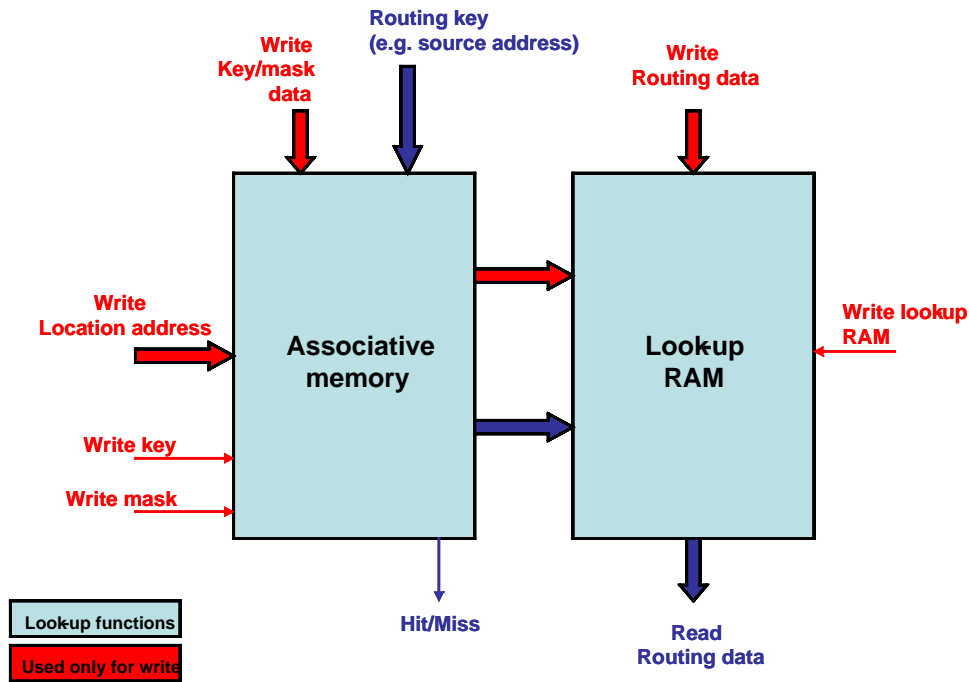 Routing key
(e.g. source address)
Write
Key/mask
data
Write
Routing data
Write
Location address
Associative
memory
Look-up
RAM
Write lookup
RAM
Write key
Write mask
Hit/Miss
Read
Routing data
Look-up functions
Used only for write